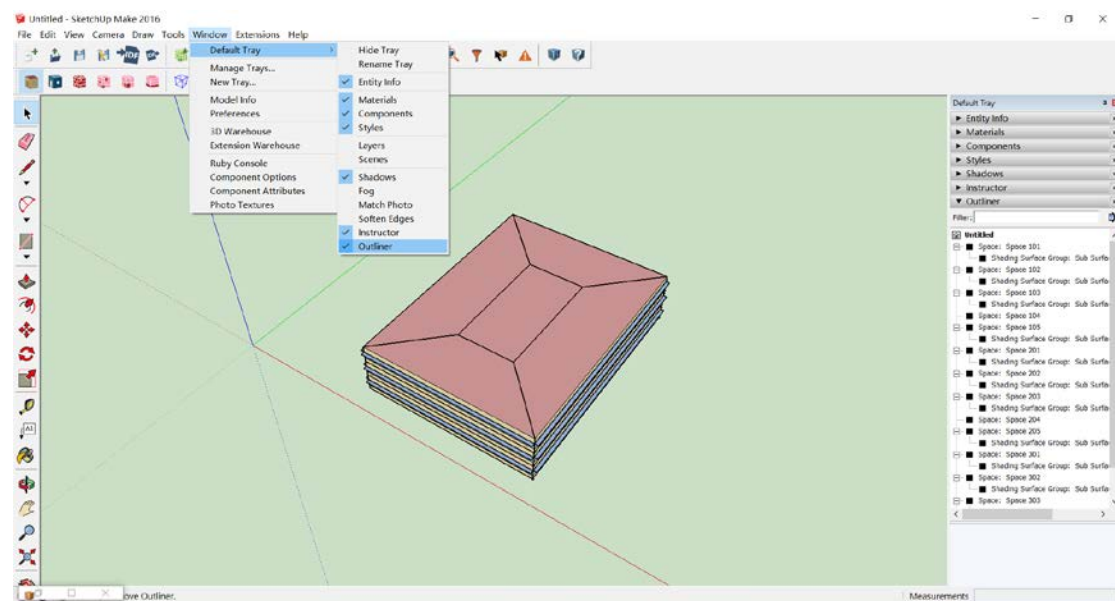 Untitled - SketchUp Make 2016
File Edit View Camera Draw Tools Window Extensions Help
Default Tray
Manage Trays...
New Tray...
Model Info
Preferences
3D Warehouse
Extension Warehouse
Ruby Console
Component Options
Component Attributes
Photo Textures
Hide Tray
Rename Tray
Entity Info
Materials
Components
Styles
Layers
Scenes
Shadows
Fog
Match Photo
Soften Edges
Instructor
Outliner
Default Tray
Entity Info
Materials
Components
Styles
Shadows
Instructor
Outliner
Filter:
Untitled
Space: Space 101
Shading Surface Group: Sub Surfa
Space: Space 102
Shading Surface Group: Sub Surfa
Space: Space 103
Shading Surface Group: Sub Surfa
Space: Space 104
Space: Space 105
Shading Surface Group: Sub Surfa
Space: Space 201
Shading Surface Group: Sub Surfa
Space: Space 202
Shading Surface Group: Sub Surfa
Space: Space 203
Shading Surface Group: Sub Surfa
Space: Space 204
Space: Space 205
Shading Surface Group: Sub Surfa
Space: Space 301
Shading Surface Group: Sub Surfa
Space: Space 302
Shading Surface Group: Sub Surfa
Space: Space 303
ove Outliner.
Measurements